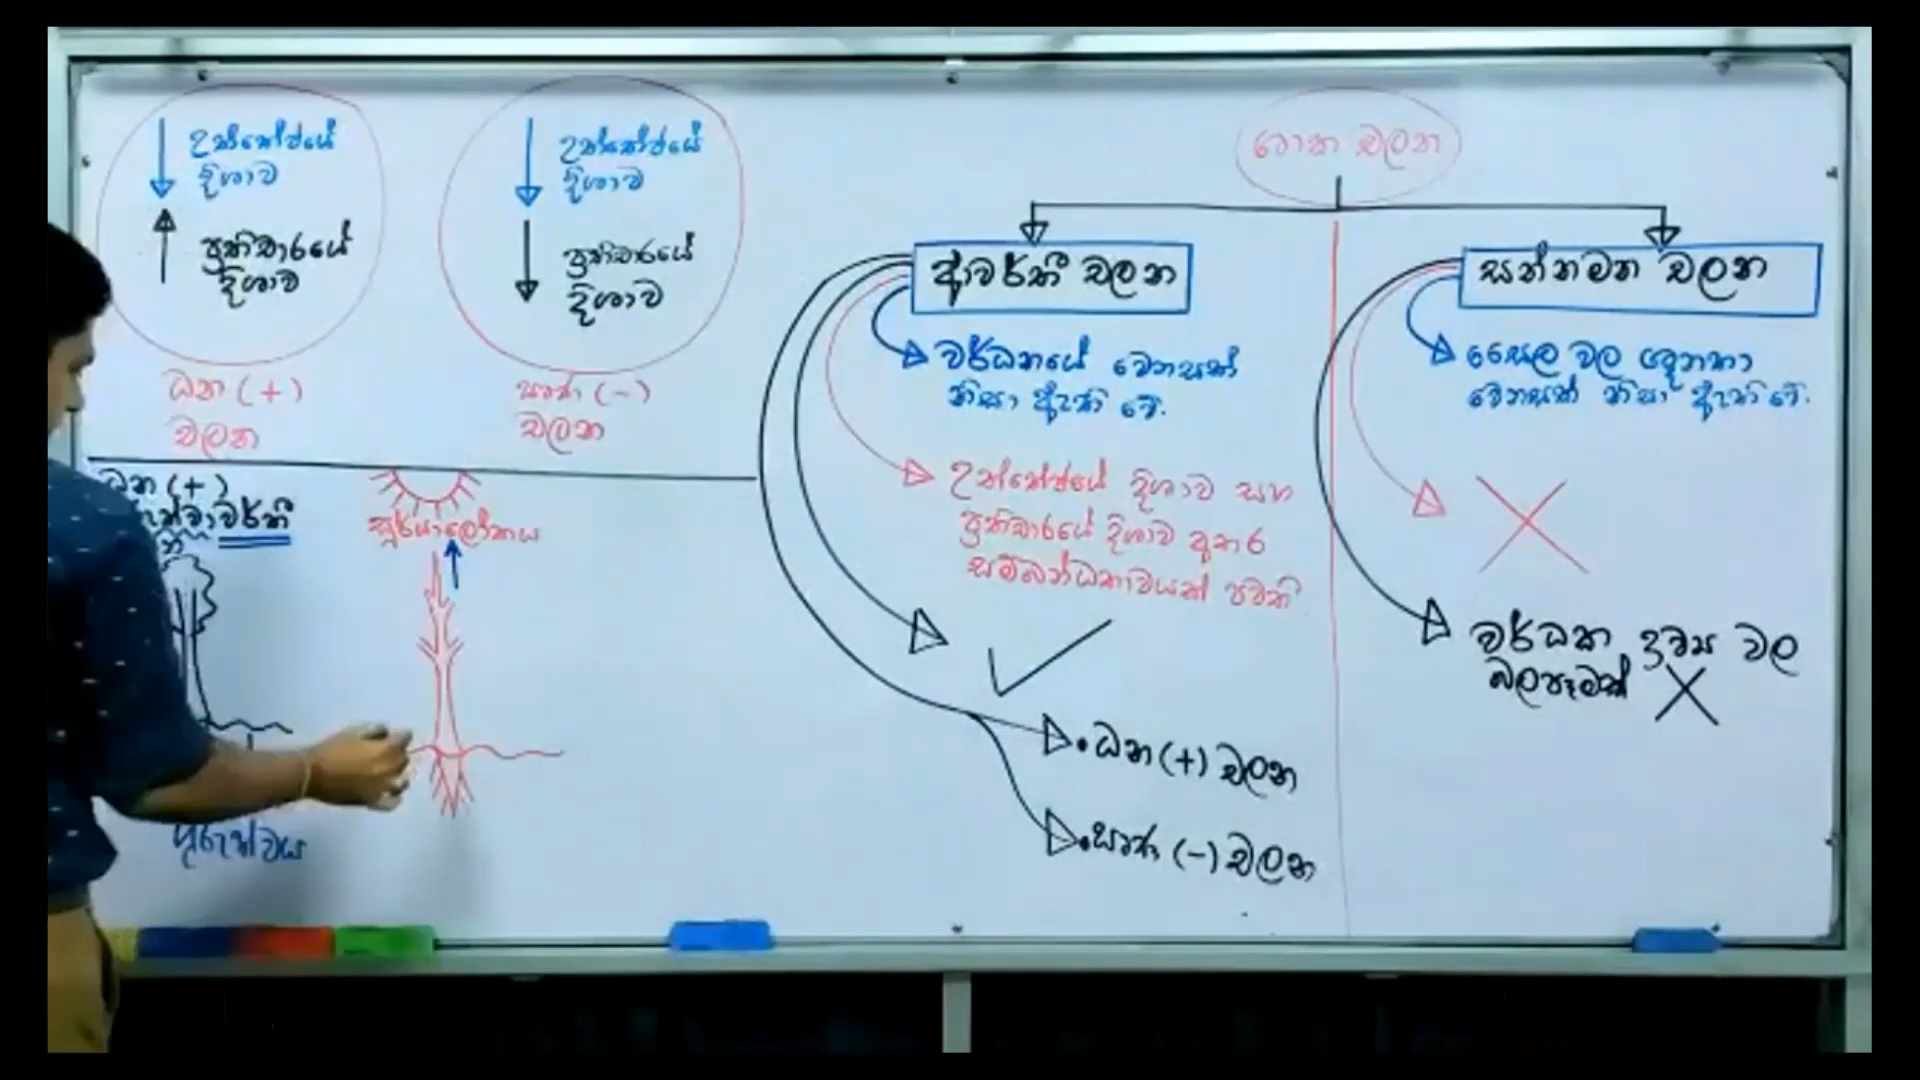 උත්තේජයේ
දිශාව
ප්‍රතිචාරයේ
දිශාව
ධන (+)
චලන
උත්තේජයේ
දිශාව
ප්‍රතිචාරයේ
දිශාව
සෘණ (-)
චලන
ධන (+)
වර්තී
ගුරුත්වය
සූර්යාලෝකය
ශාක චලන
ආවර්තී චලන
වර්ධනයේ වෙනසක්
නිසා ඇති වේ.
උත්තේජයේ දිශාව සහ
ප්‍රතිචාරයේ දිශාව අතර
සම්බන්ධතාවයක් පවතී
• ධන (+) චලන
• සෘණ (-) චලන
සන්නමන චලන
සෛල වල ශූනතා
වෙනසක් නිසා ඇති වේ.
වර්ධක ද්‍රව්‍ය වල
බලපෑමක්